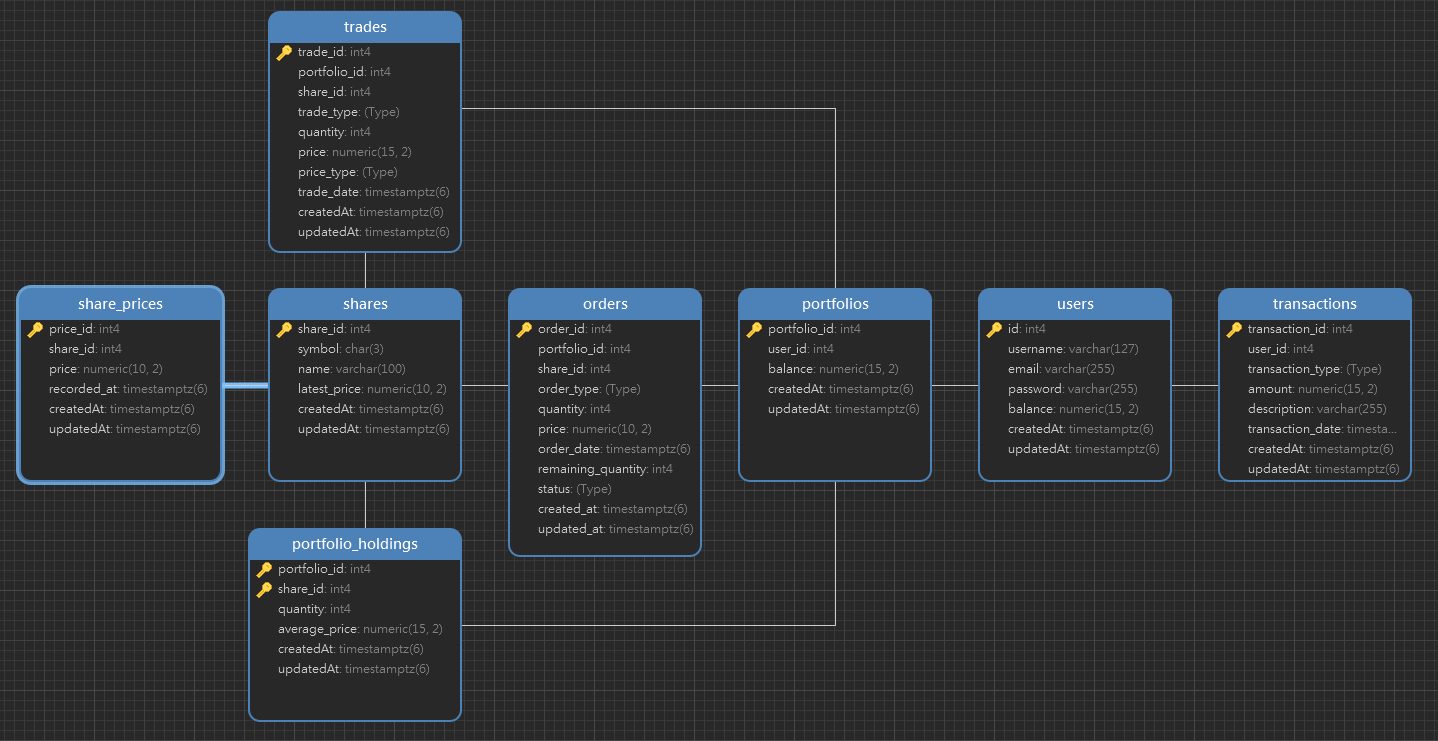 trades
trade_id: int4
portfolio_id: int4
share_id: int4
trade_type: (Type)
quantity: int4
price: numeric(15, 2)
price_type: (Type)
trade_date: timestamptz(6)
createdAt: timestamptz(6)
updatedAt: timestamptz(6)
share_prices
price_id: int4
share_id: int4
price: numeric(10, 2)
recorded_at: timestamptz(6)
createdAt: timestamptz(6)
updatedAt: timestamptz(6)
shares
share_id: int4
symbol: char(3)
name: varchar(100)
latest_price: numeric(10, 2)
createdAt: timestamptz(6)
updatedAt: timestamptz(6)
orders
order_id: int4
portfolio_id: int4
share_id: int4
order_type: (Type)
quantity: int4
price: numeric(10, 2)
order_date: timestamptz(6)
remaining_quantity: int4
status: (Type)
created_at: timestamptz(6)
updated_at: timestamptz(6)
portfolios
portfolio_id: int4
user_id: int4
balance: numeric(15, 2)
createdAt: timestamptz(6)
updatedAt: timestamptz(6)
users
id: int4
username: varchar(127)
email: varchar(255)
password: varchar(255)
balance: numeric(15, 2)
createdAt: timestamptz(6)
updatedAt: timestamptz(6)
transactions
transaction_id: int4
user_id: int4
transaction_type: (Type)
amount: numeric(15, 2)
description: varchar(255)
transaction_date: timesta...
createdAt: timestamptz(6)
updatedAt: timestamptz(6)
portfolio_holdings
portfolio_id: int4
share_id: int4
quantity: int4
average_price: numeric(15, 2)
createdAt: timestamptz(6)
updatedAt: timestamptz(6)